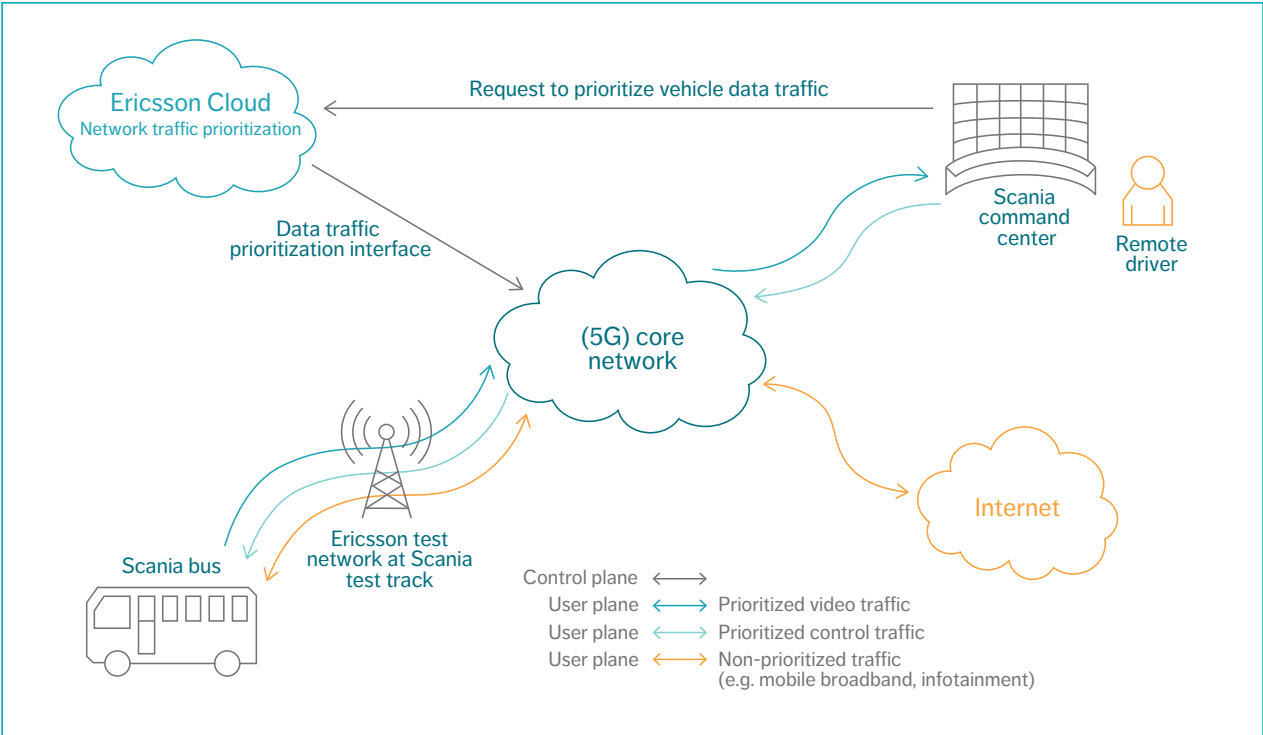 Ericsson Cloud
Network traffic prioritization
Request to prioritize vehicle data traffic
Scania
command
center
Remote
driver
Data traffic
prioritization interface
(5G) core
network
Internet
Ericsson test
network at Scania
test track
Scania bus
Control plane
User plane Prioritized video traffic
User plane Prioritized control traffic
User plane Non-prioritized traffic
(e.g. mobile broadband, infotainment)